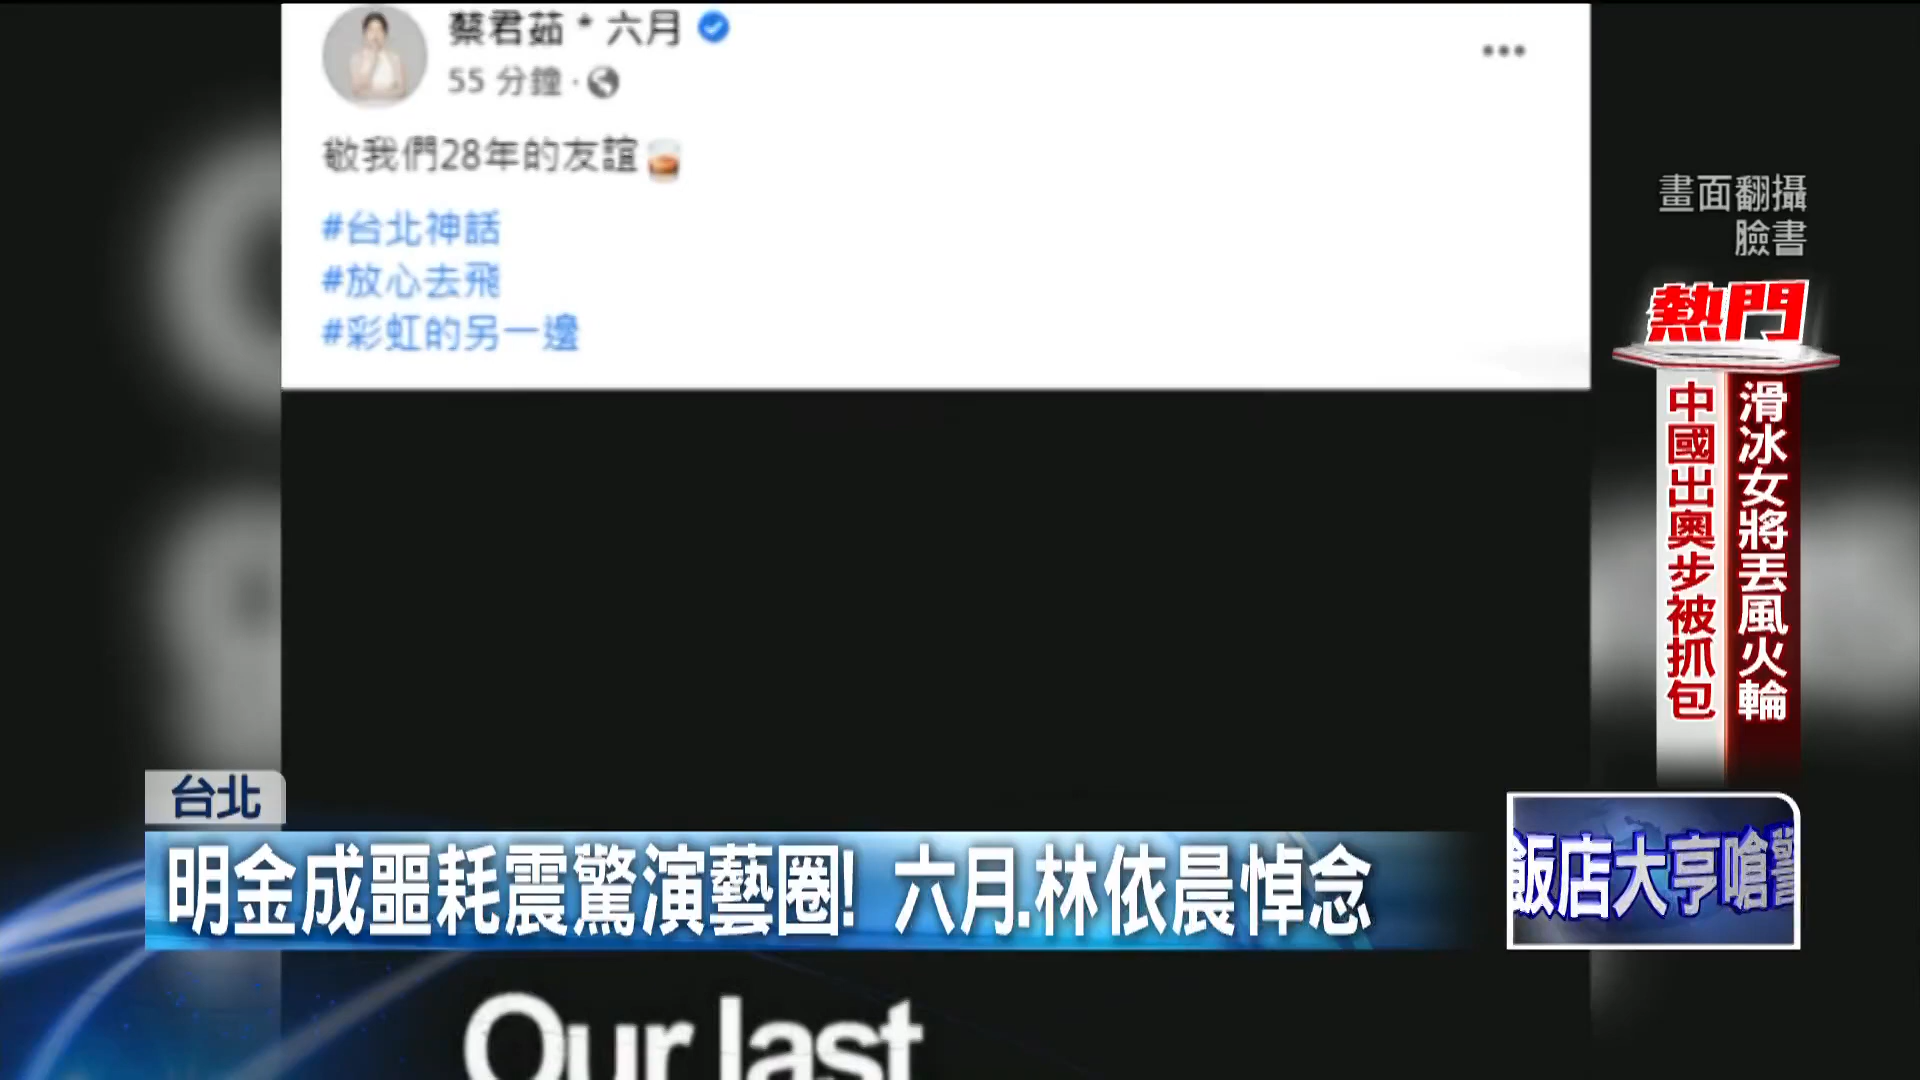 蔡君茹 * 六月
55 分鐘 ·
敬我們28年的友誼🥃
#台北神話
#放心去飛
#彩虹的另一邊
畫面翻攝
臉書
熱門
滑冰女將丟風火輪
中國出奧步被抓包
台北
明金成噩耗震驚演藝圈! 六月.林依晨悼念
飯店大亨嗆警
Our last